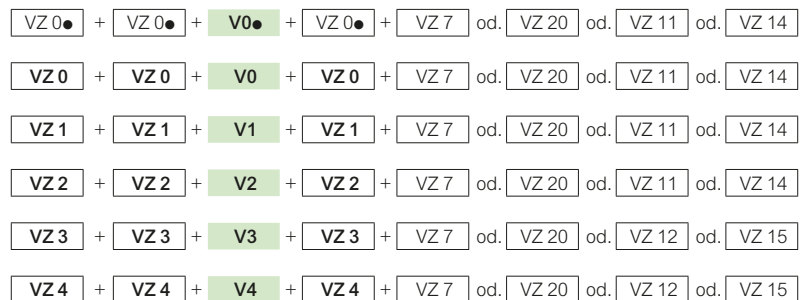 VZ 0● + VZ 0● + V0● + VZ 0● + VZ 7 od. VZ 20 od. VZ 11 od. VZ 14
VZ 0 + VZ 0 + V0 + VZ 0 + VZ 7 od. VZ 20 od. VZ 11 od. VZ 14
VZ 1 + VZ 1 + V1 + VZ 1 + VZ 7 od. VZ 20 od. VZ 11 od. VZ 14
VZ 2 + VZ 2 + V2 + VZ 2 + VZ 7 od. VZ 20 od. VZ 11 od. VZ 14
VZ 3 + VZ 3 + V3 + VZ 3 + VZ 7 od. VZ 20 od. VZ 12 od. VZ 15
VZ 4 + VZ 4 + V4 + VZ 4 + VZ 7 od. VZ 20 od. VZ 12 od. VZ 15